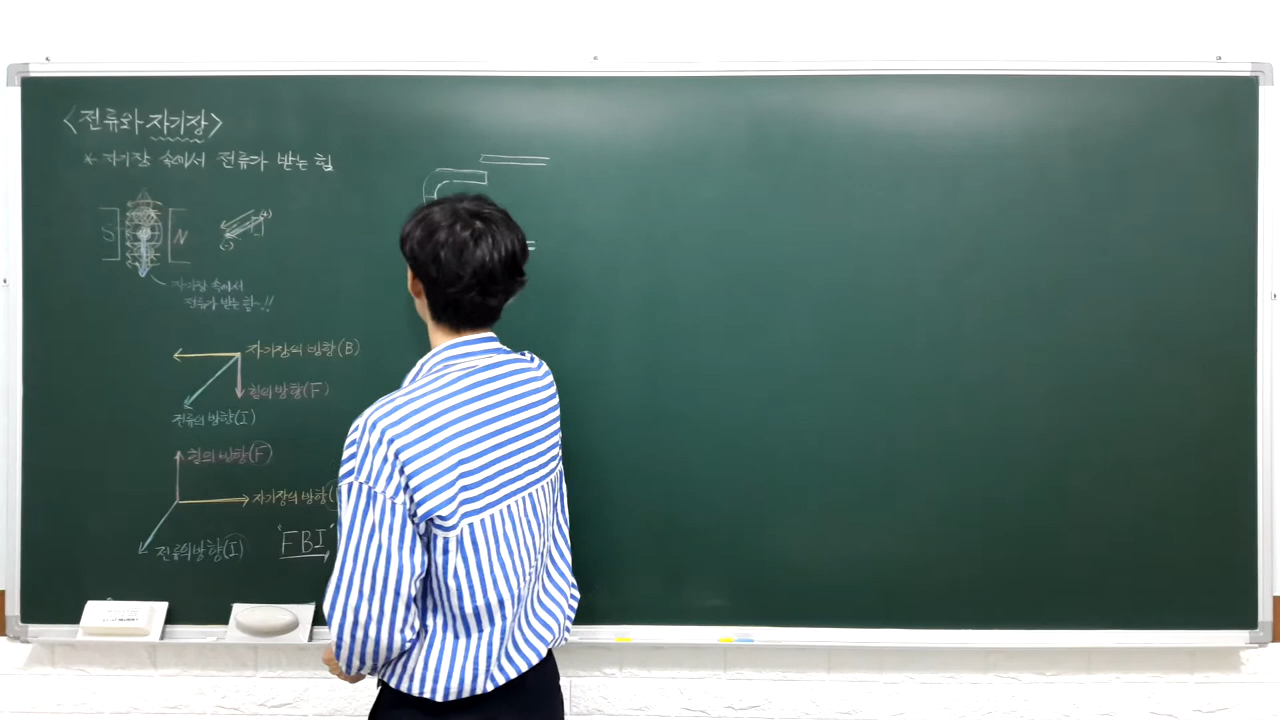 <전류와 자기장>
* 자기장 속에서 전류가 받는 힘
S
N
(+)
(-)
자기장 속에서
전류가 받는 힘~!!
자기장의 방향(B)
힘의 방향(F)
전류의 방향(I)
힘의 방향(F)
자기장의 방향(
전류의 방향(I)
'FBI'